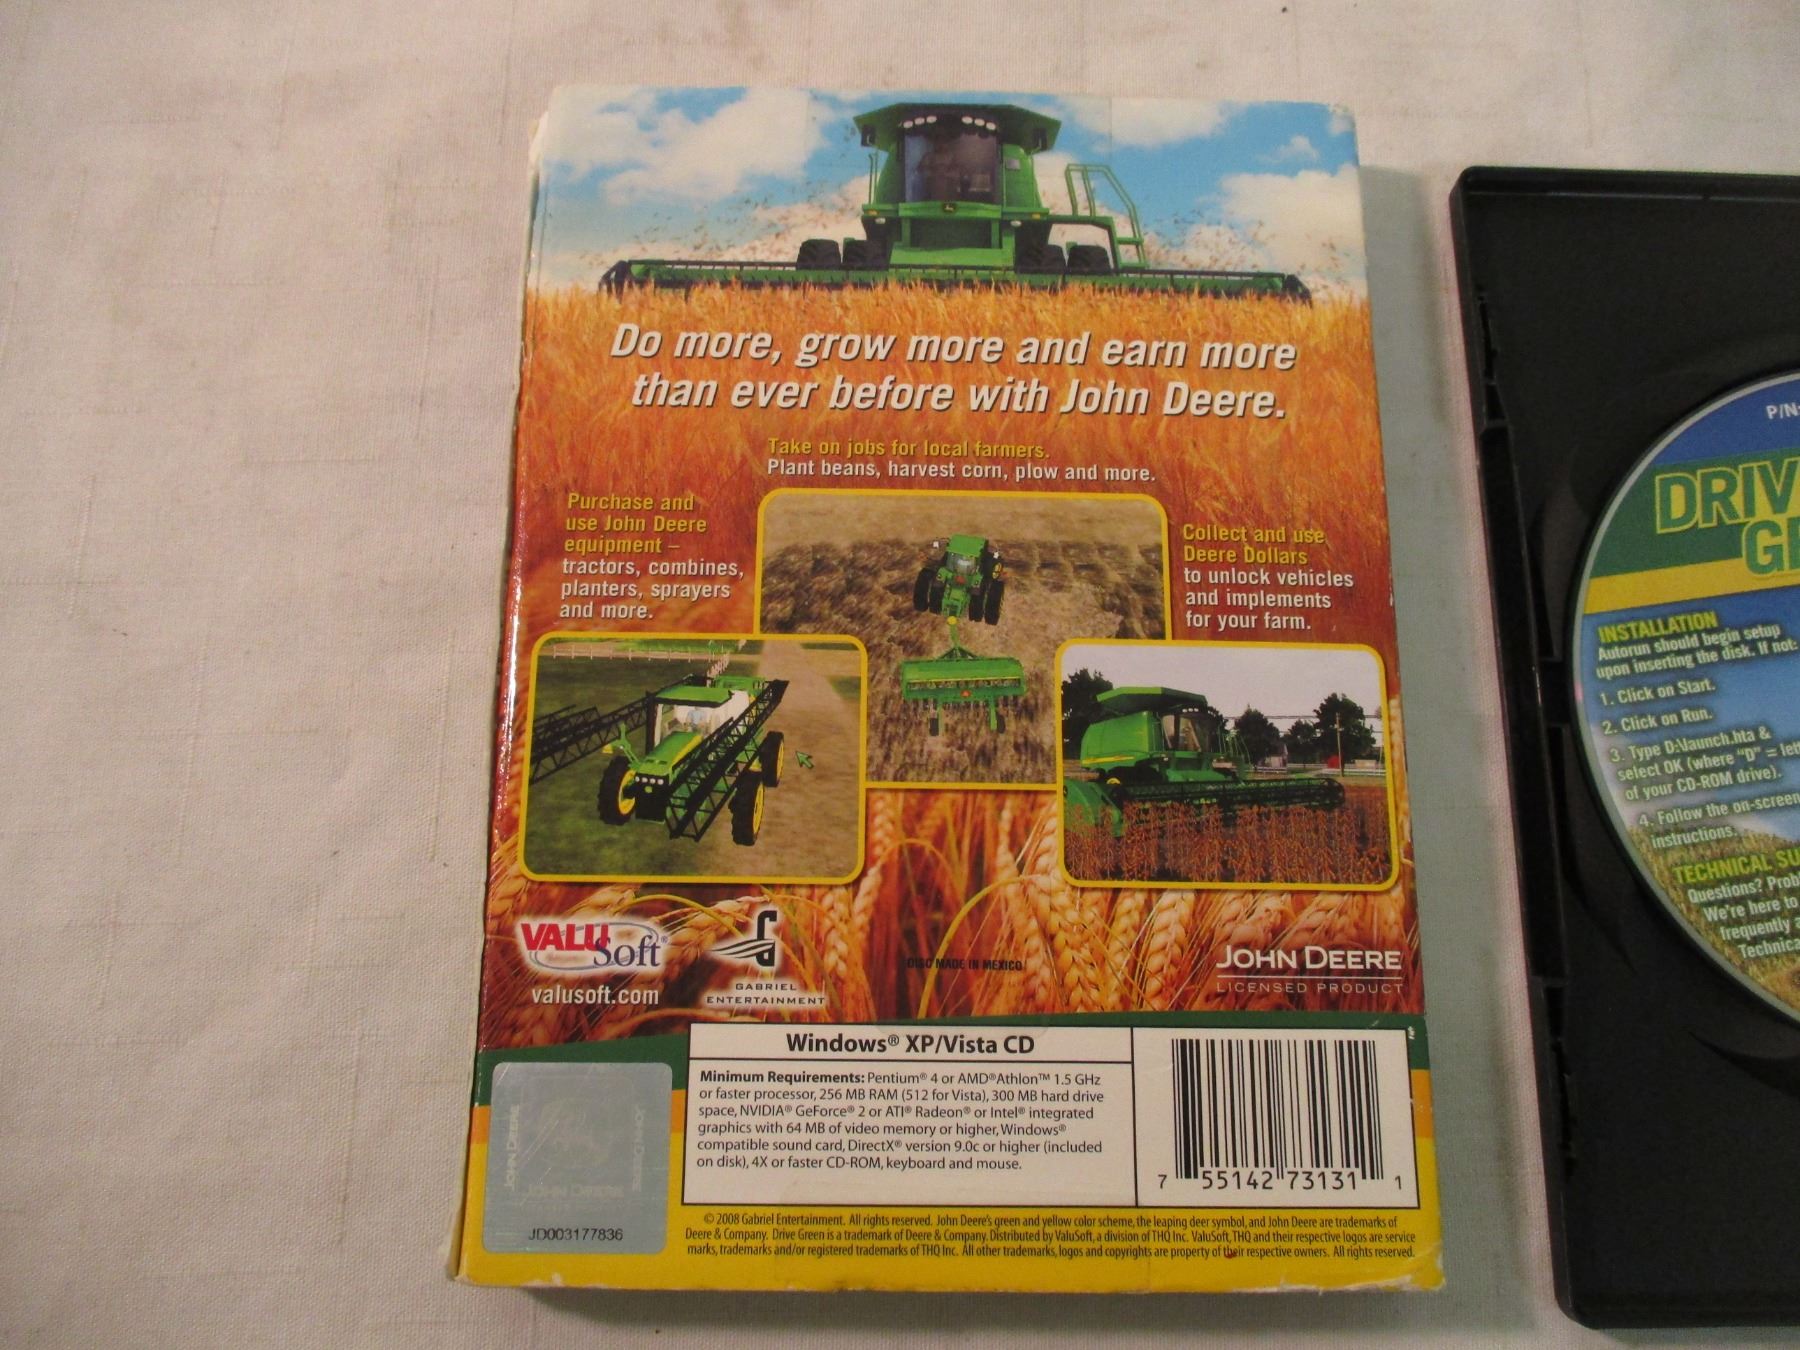 Do more, grow more and earn more
than ever before with John Deere.
Take on jobs for local farmers.
Plant beans, harvest corn, plow and more.
Purchase and
use John Deere
equipment –
tractors, combines,
planters, sprayers
and more.
Collect and use
Deere Dollars
to unlock vehicles
and implements
for your farm.
VALU
Soft®
valusoft.com
GABRIEL
ENTERTAINMENT
DISC MADE IN MEXICO
JOHN DEERE
LICENSED PRODUCT
Windows® XP/Vista CD
Minimum Requirements: Pentium® 4 or AMD® Athlon™ 1.5 GHz
or faster processor, 256 MB RAM (512 for Vista), 300 MB hard drive
space, NVIDIA® GeForce® 2 or ATI® Radeon® or Intel® integrated
graphics with 64 MB of video memory or higher, Windows®
compatible sound card, DirectX® version 9.0c or higher (included
on disk), 4X or faster CD-ROM, keyboard and mouse.
7 55142 73131 1
JOHN DEERE
JOHN DEERE
JOHN DEERE
JD003177836
© 2008 Gabriel Entertainment. All rights reserved. John Deere's green and yellow color scheme, the leaping deer symbol, and John Deere are trademarks of
Deere & Company. Drive Green is a trademark of Deere & Company. Distributed by ValuSoft, a division of THQ Inc. ValuSoft, THQ and their respective logos are service
marks, trademarks and/or registered trademarks of THQ Inc. All other trademarks, logos and copyrights are property of their respective owners. All rights reserved.
P/N:
DRIV
GR
INSTALLATION
Autorun should begin setup
upon inserting the disk. If not:
1. Click on Start.
2. Click on Run.
3. Type D:\launch.hta &
select OK (where "D" = lett
of your CD-ROM drive).
4. Follow the on-screen
instructions.
TECHNICAL SU
Questions? Prob
We're here to
frequently a
Technica